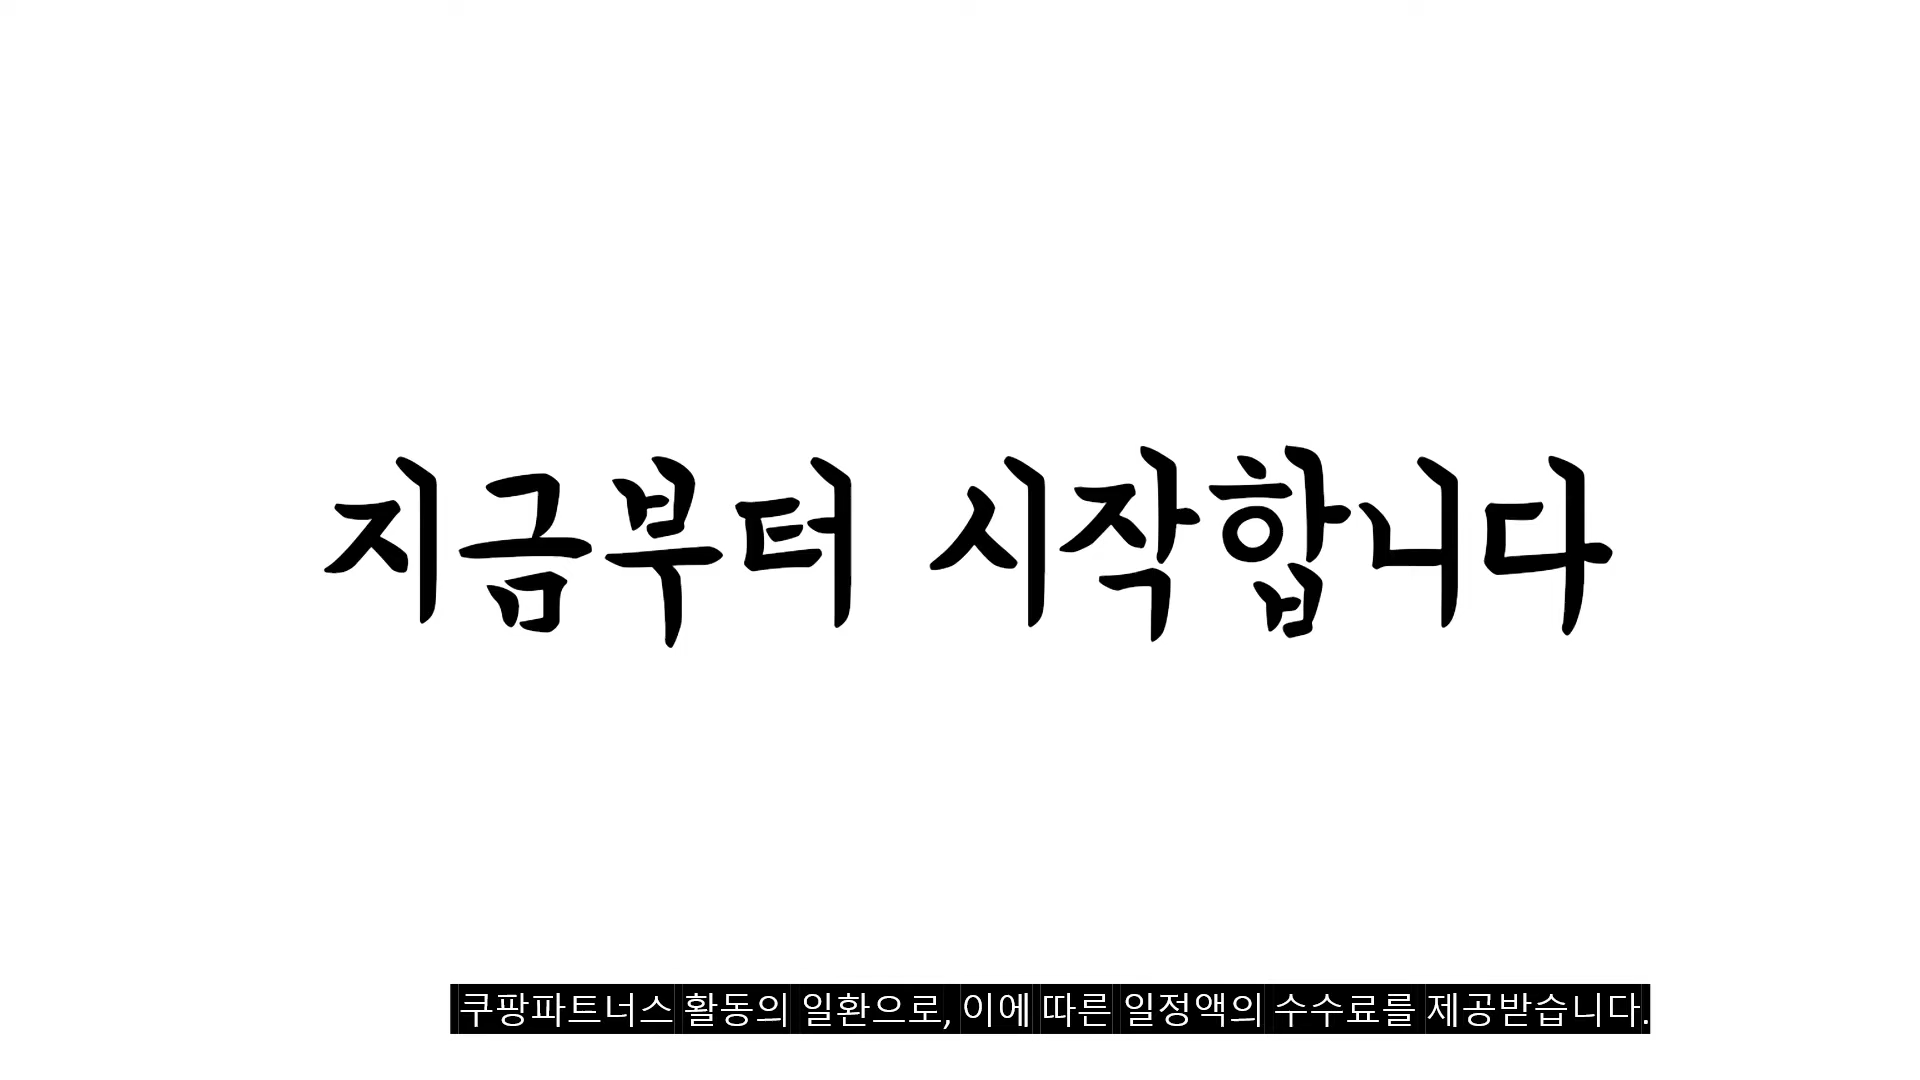 지금부터 시작합니다
쿠팡파트너스 활동의 일환으로, 이에 따른 일정액의 수수료를 제공받습니다.